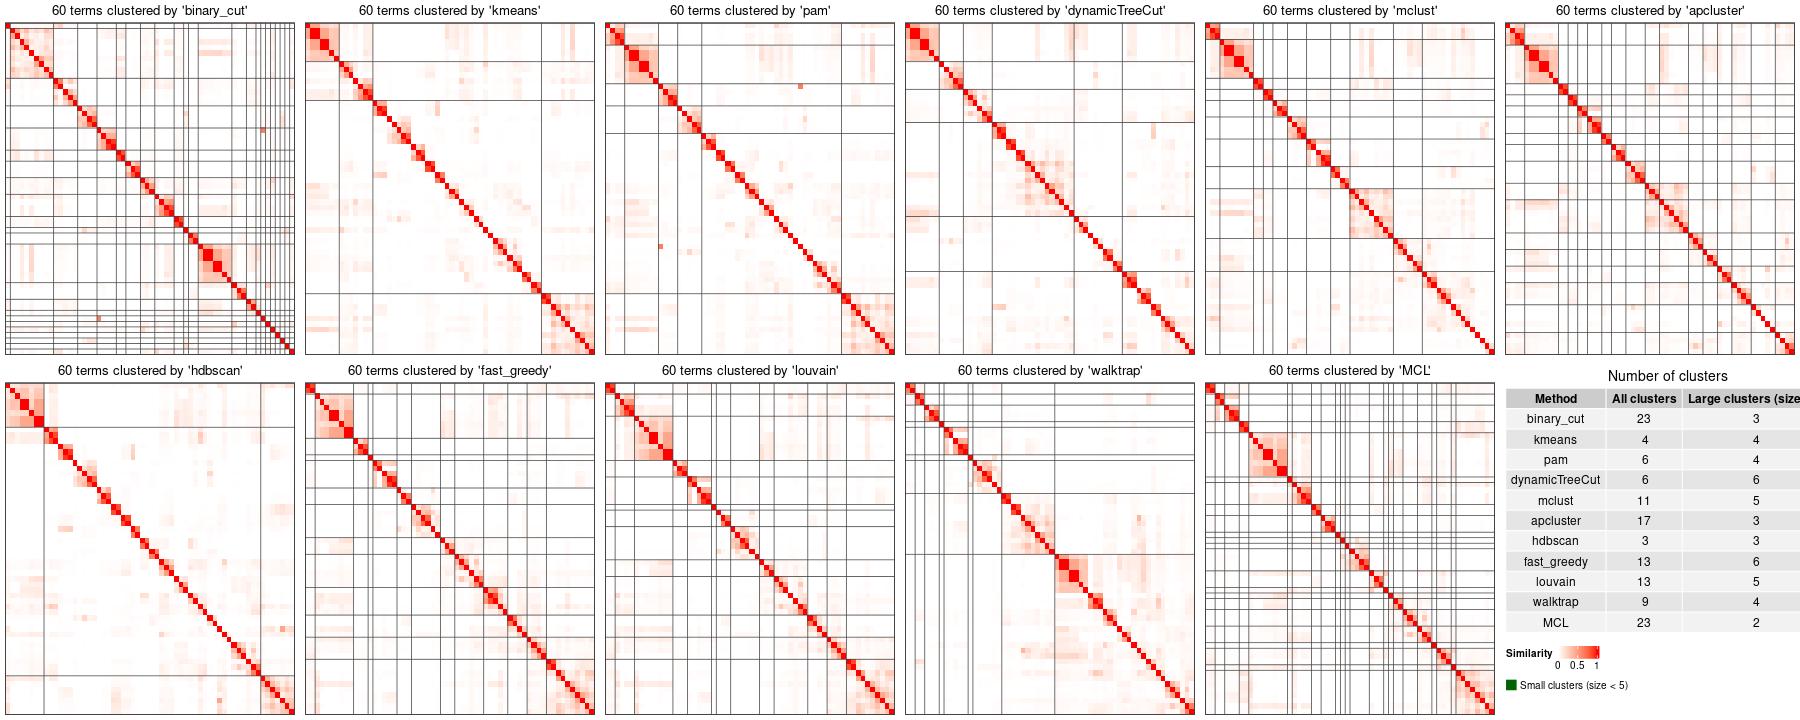 60 terms clustered by 'binary_cut'
60 terms clustered by 'kmeans'
60 terms clustered by 'pam'
60 terms clustered by 'dynamicTreeCut'
60 terms clustered by 'mclust'
60 terms clustered by 'apcluster'
60 terms clustered by 'hdbscan'
60 terms clustered by 'fast_greedy'
60 terms clustered by 'louvain'
60 terms clustered by 'walktrap'
60 terms clustered by 'MCL'
Number of clusters
Method All clusters Large clusters (size
binary_cut 23 3
kmeans 4 4
pam 6 4
dynamicTreeCut 6 6
mclust 11 5
apcluster 17 3
hdbscan 3 3
fast_greedy 13 6
louvain 13 5
walktrap 9 4
MCL 23 2
Similarity
0 0.5 1
Small clusters (size < 5)